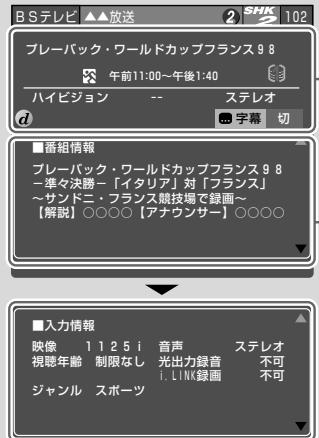 BSテレビ ▲▲放送 2 SHK 2 102
プレーバック・ワールドカップフランス98
午前11:00～午後1:40
ハイビジョン -- ステレオ
d 字幕 切
■番組情報
プレーバック・ワールドカップフランス98
－準々決勝－「イタリア」対「フランス」
～サンドニ・フランス競技場で録画～
【解説】○○○○【アナウンサー】○○○○
■入力情報
映像 1125i 音声 ステレオ
視聴年齢 制限なし 光出力録音 不可
i.LINK録画 不可
ジャンル スポーツ